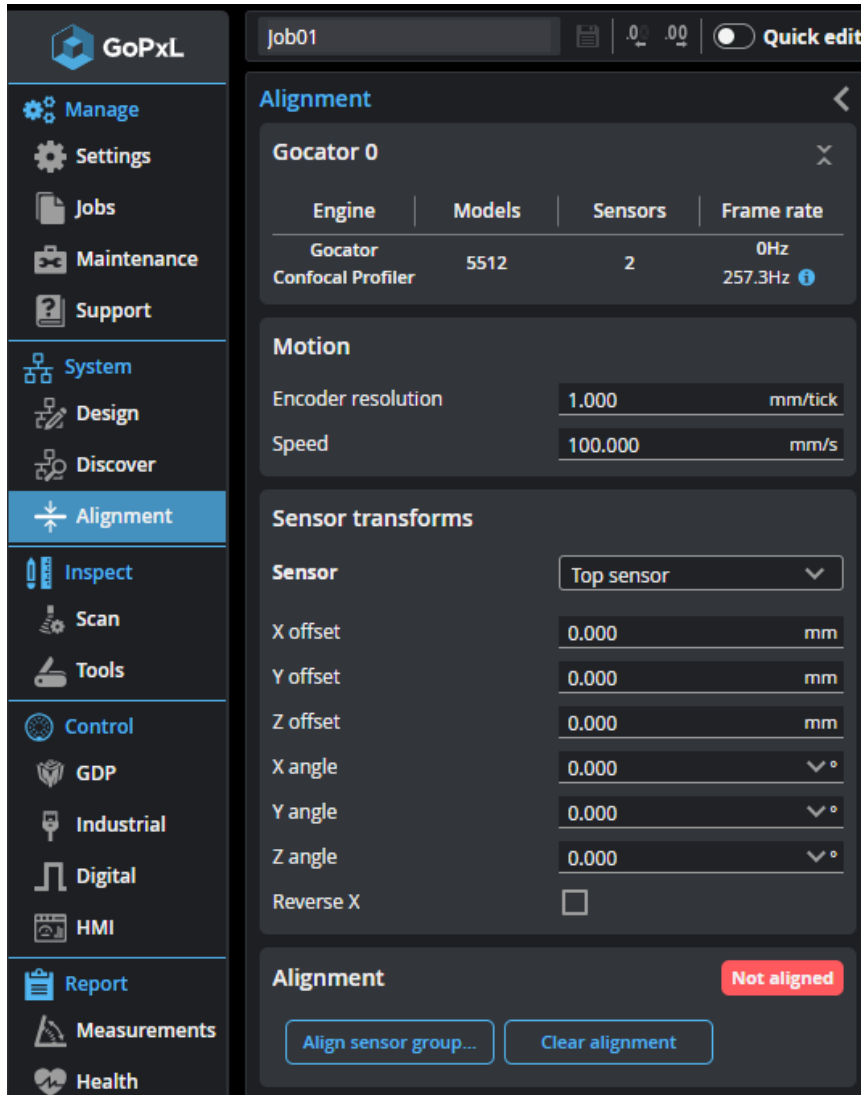 GoPxL
Manage
Settings
Jobs
Maintenance
Support
System
Design
Discover
Alignment
Inspect
Scan
Tools
Control
GDP
Industrial
Digital
HMI
Report
Measurements
Health
Job01
.00
.00
Quick edit
Alignment
Gocator 0
Engine Models Sensors Frame rate
Gocator Confocal Profiler 5512 2 0Hz 257.3Hz
Motion
Encoder resolution 1.000 mm/tick
Speed 100.000 mm/s
Sensor transforms
Sensor Top sensor
X offset 0.000 mm
Y offset 0.000 mm
Z offset 0.000 mm
X angle 0.000 °
Y angle 0.000 °
Z angle 0.000 °
Reverse X
Alignment Not aligned
Align sensor group... Clear alignment